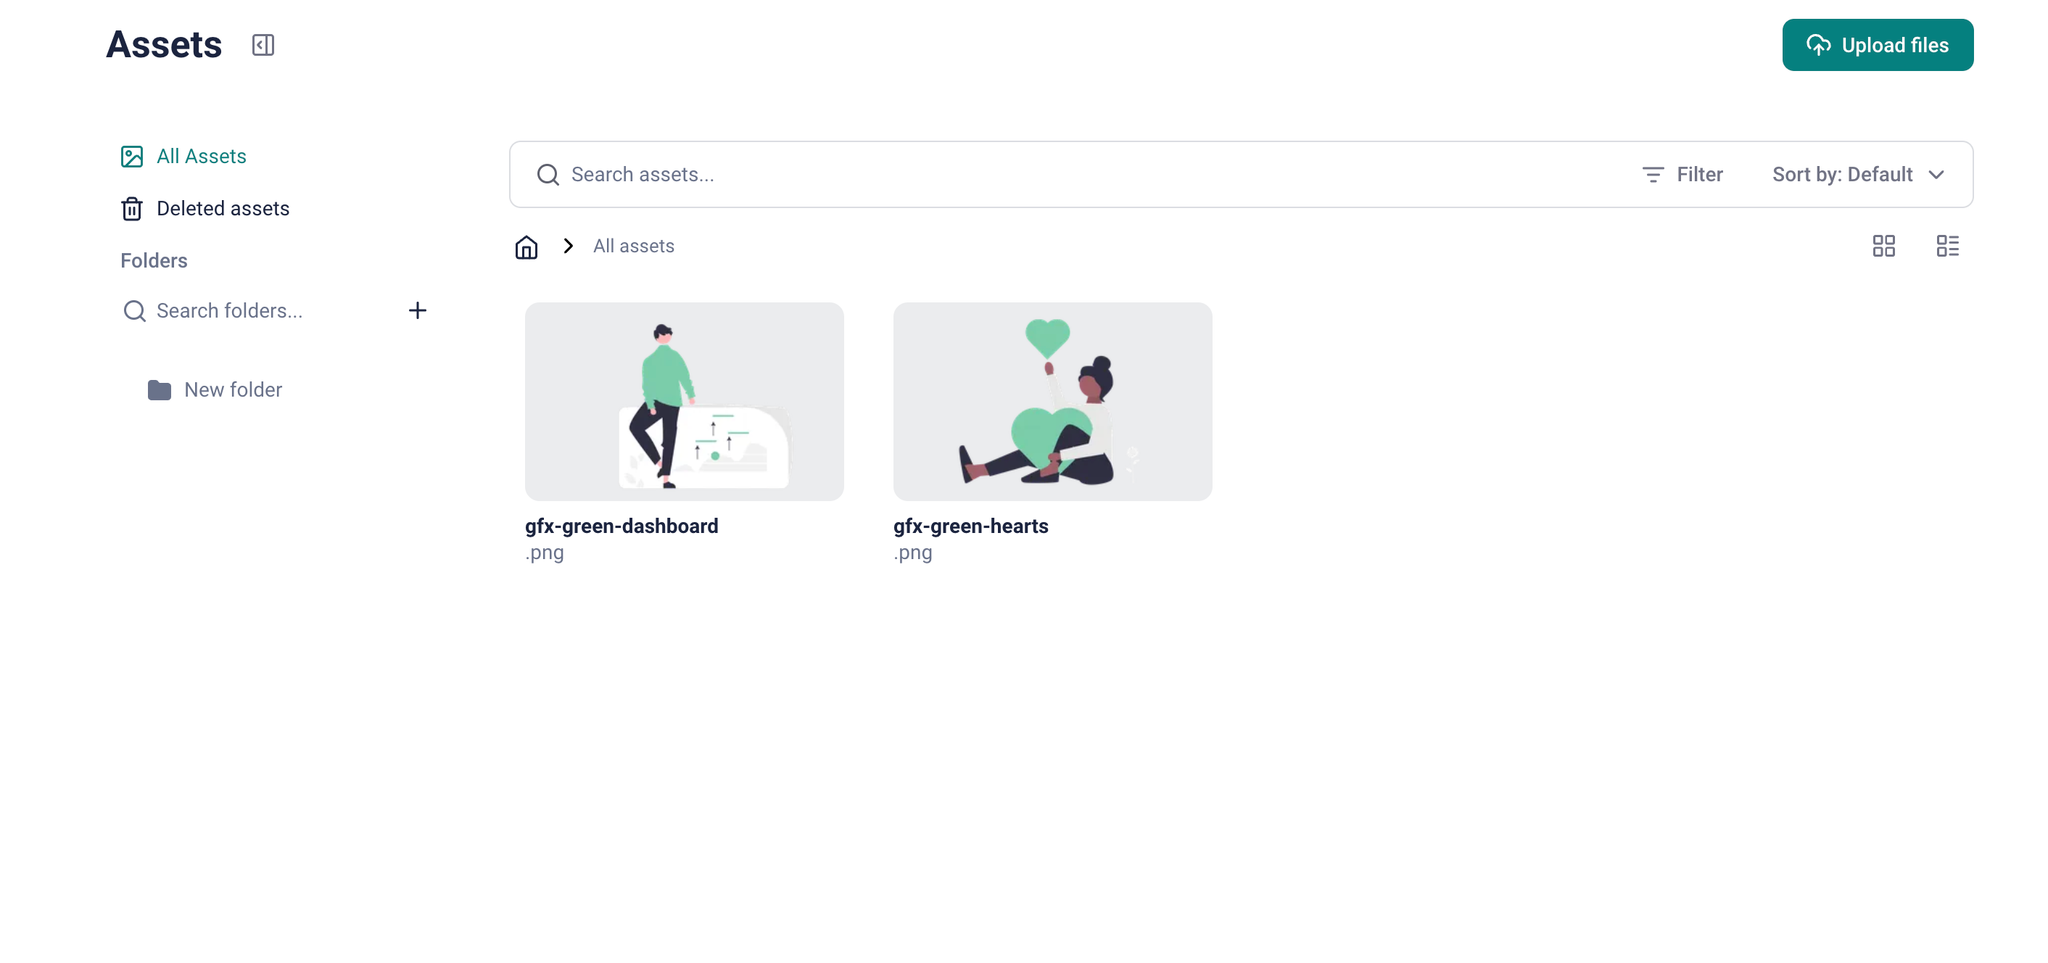 Assets
Upload files
All Assets
Deleted assets
Folders
Search folders...
New folder
Search assets...
Filter
Sort by: Default
All assets
gfx-green-dashboard
.png
gfx-green-hearts
.png